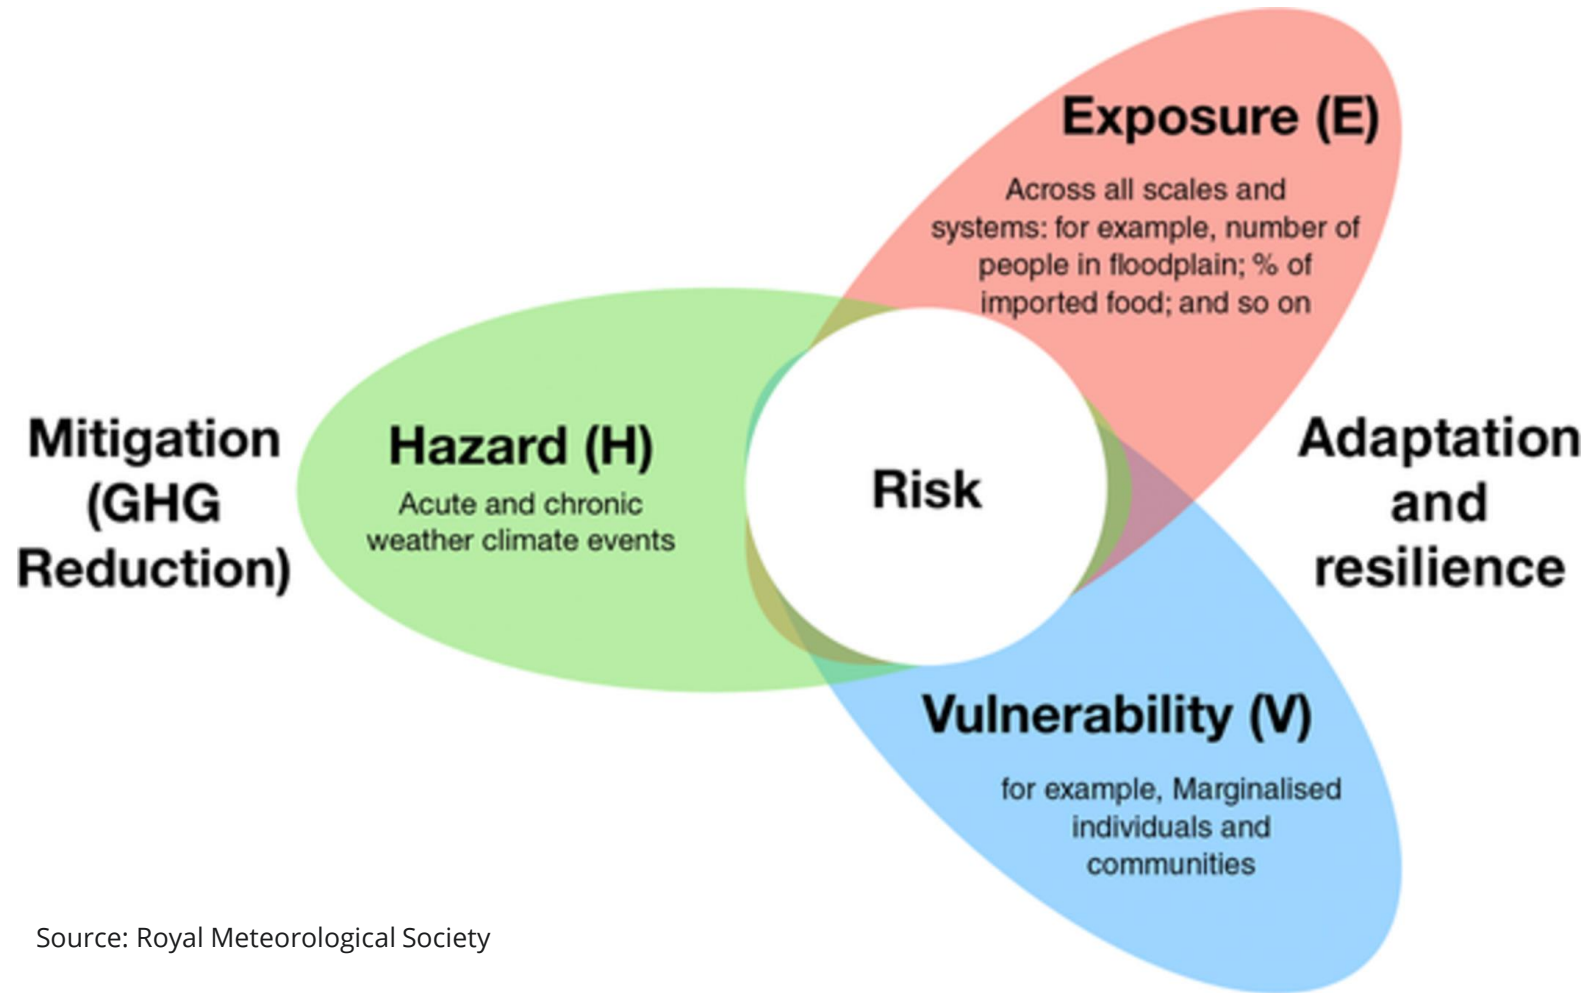 Exposure (E)
Across all scales and
systems: for example, number of
people in floodplain; % of
imported food; and so on
Mitigation
(GHG
Reduction)
Hazard (H)
Acute and chronic
weather climate events
Risk
Adaptation
and
resilience
Vulnerability (V)
for example, Marginalised
individuals and
communities
Source: Royal Meteorological Society